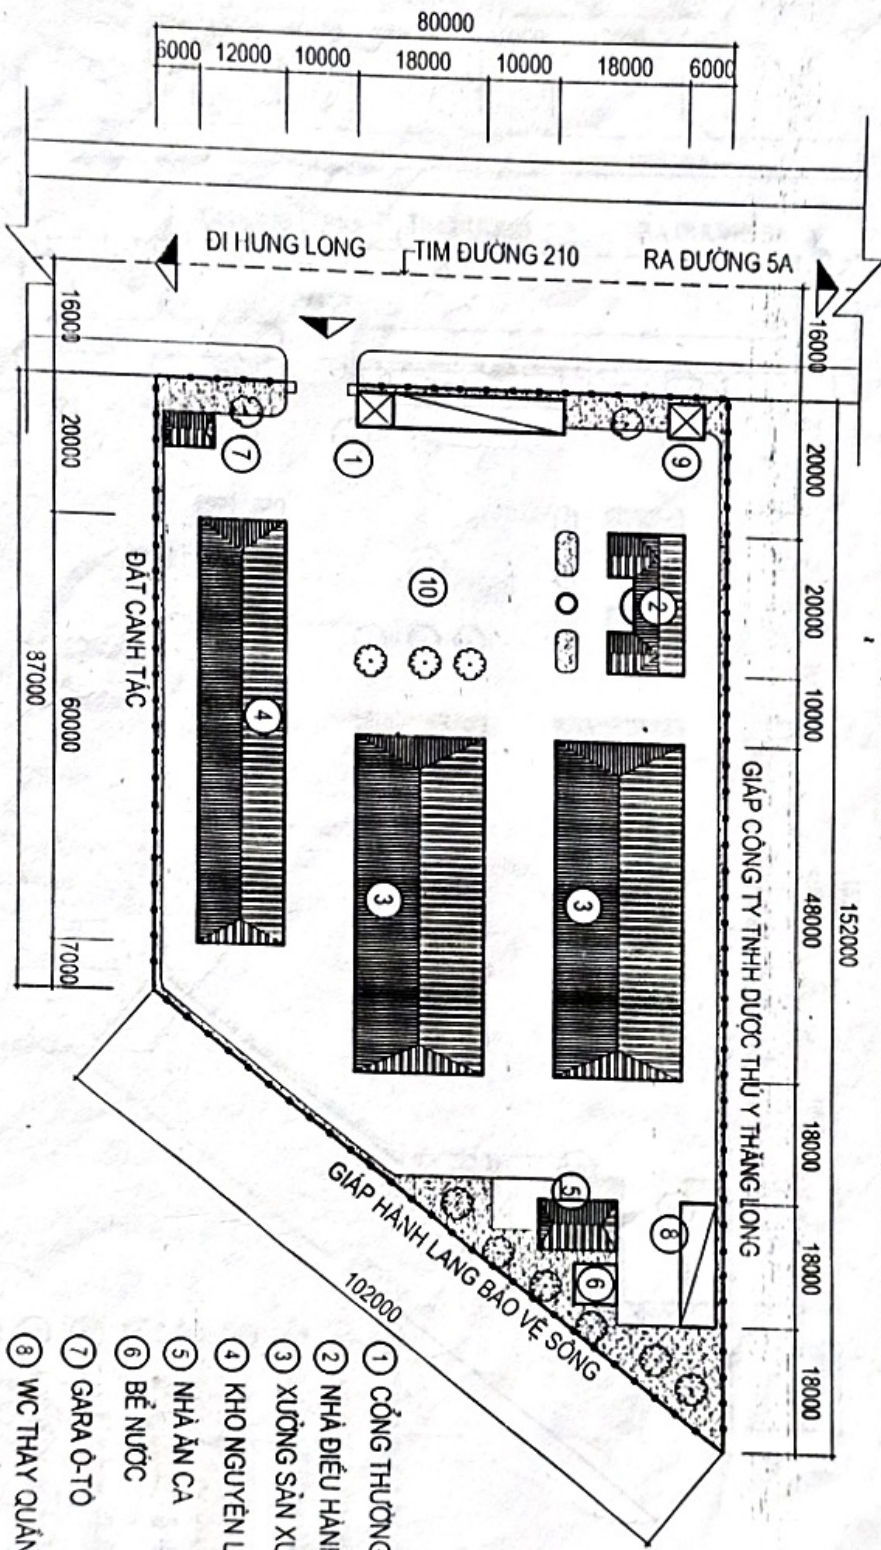 80000
6000 12000 10000 18000 10000 18000 6000
ĐI HƯNG LONG
TIM ĐƯỜNG 210
RA ĐƯỜNG 5A
16000
20000
60000
7000
87000
ĐẤT CANH TÁC
16000
20000
20000
10000
48000
18000
18000
18000
152000
GIÁP CÔNG TY TNHH DƯỢC THÚ Y THĂNG LONG
7
1
9
10
2
4
3
3
5
8
6
GIÁP HÀNH LANG BẢO VỆ SÔNG
102000
1 CỔNG THƯỜNG
2 NHÀ ĐIỀU HÀNH
3 XƯỞNG SẢN XU
4 KHO NGUYÊN L
5 NHÀ ĂN CA
6 BỂ NƯỚC
7 GARA Ô-TÔ
8 WC THAY QUẦN